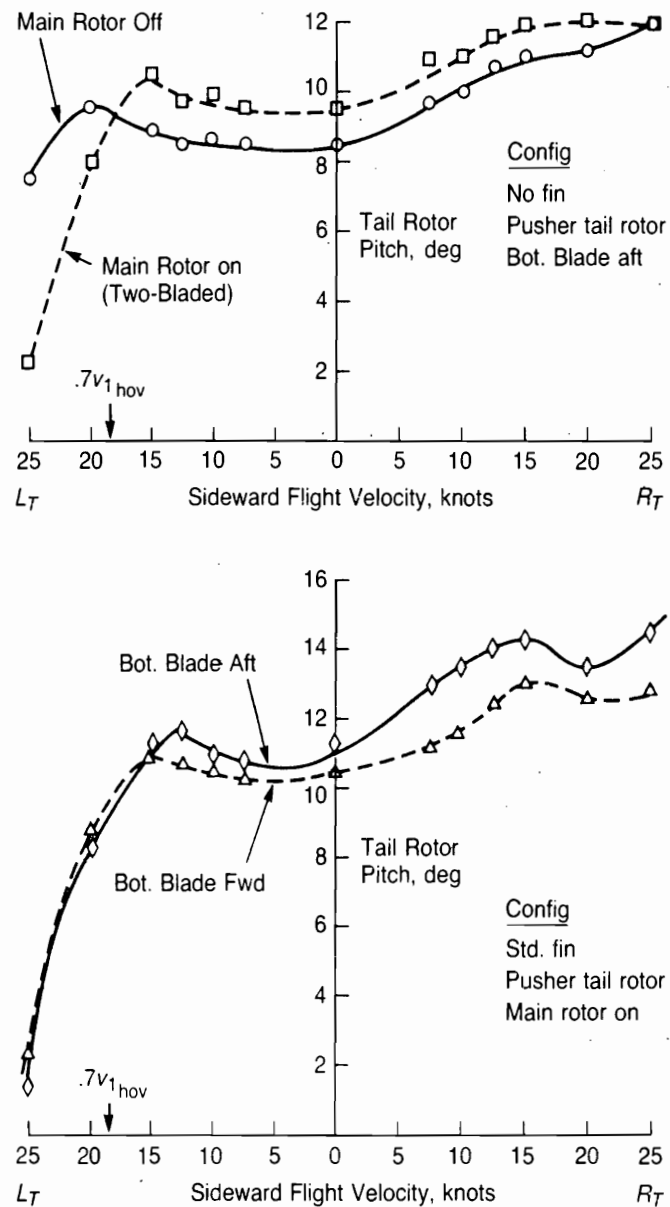 Main Rotor Off
12
10
8
6
4
2
Config
No fin
Pusher tail rotor
Bot. Blade aft
Tail Rotor
Pitch, deg
Main Rotor on
(Two-Bladed)
.7v1hov
25 20 15 10 5 0 5 10 15 20 25
LT Sideward Flight Velocity, knots RT
16
14
12
10
8
6
4
2
Bot. Blade Aft
Bot. Blade Fwd
Tail Rotor
Pitch, deg
Config
Std. fin
Pusher tail rotor
Main rotor on
.7v1hov
25 20 15 10 5 0 5 10 15 20 25
LT Sideward Flight Velocity, knots RT